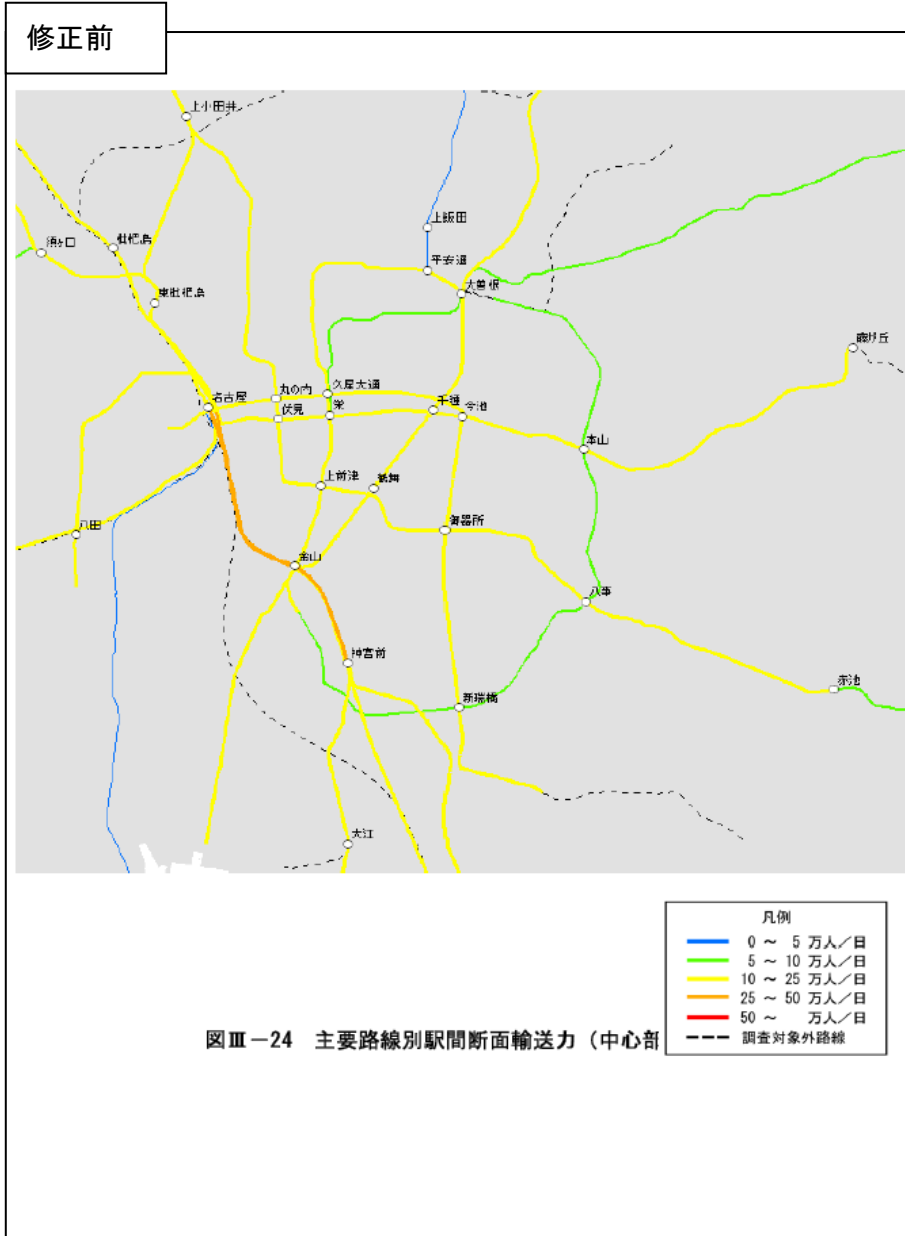 修正前
上小田井
上飯田
須ヶ口
枇杷島
平安通
大曽根
東枇杷島
藤が丘
名古屋
丸の内
久屋大通
伏見
栄
千種
今池
本山
上前津
鶴舞
八田
御器所
金山
八事
神宮前
新瑞橋
赤池
大江
凡例
0 ~ 5 万人/日
5 ~ 10 万人/日
10 ~ 25 万人/日
25 ~ 50 万人/日
50 ~ 万人/日
調査対象外路線
図Ⅲ-24 主要路線別駅間断面輸送力(中心部